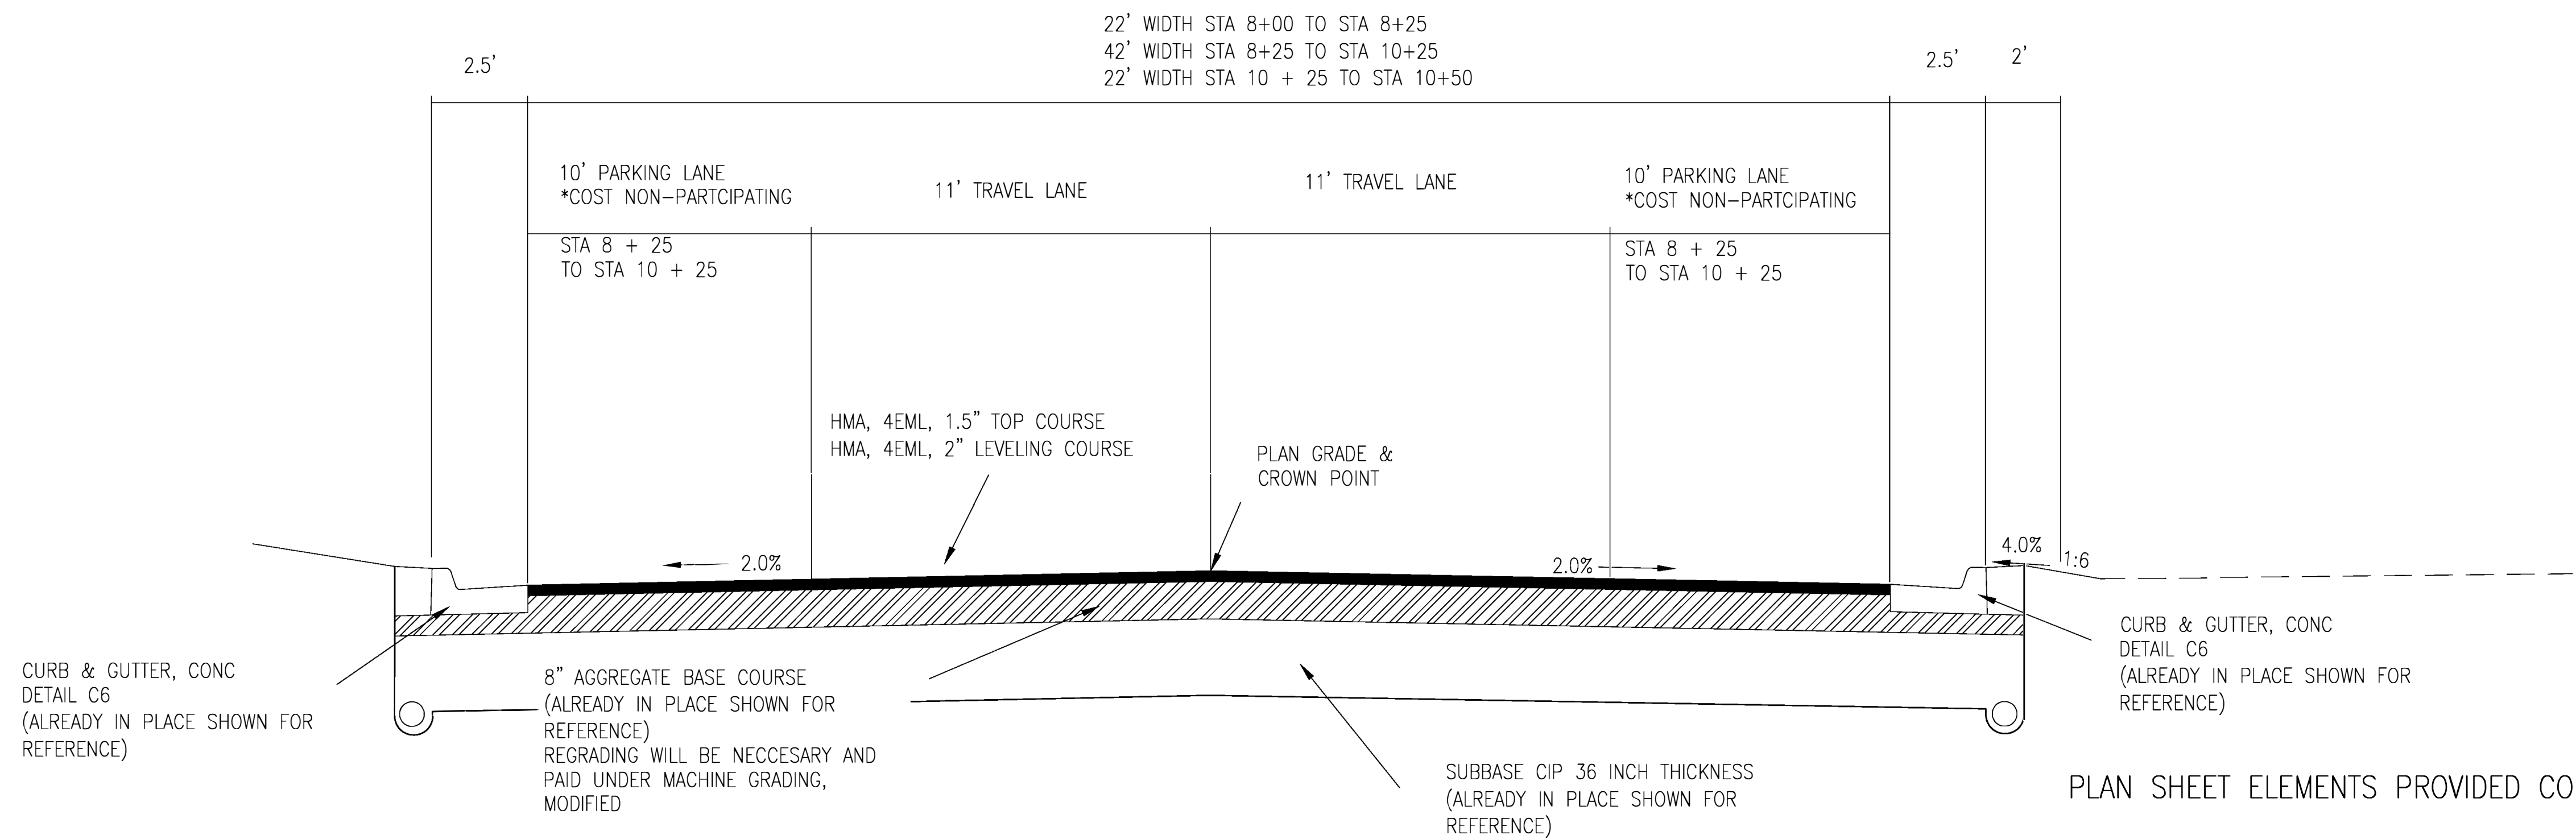 22' WIDTH STA 8+00 TO STA 8+25
42' WIDTH STA 8+25 TO STA 10+25
22' WIDTH STA 10 + 25 TO STA 10+50
2.5'
2.5'
2'
10' PARKING LANE
*COST NON-PARTCIPATING
11' TRAVEL LANE
11' TRAVEL LANE
10' PARKING LANE
*COST NON-PARTCIPATING
STA 8 + 25
TO STA 10 + 25
STA 8 + 25
TO STA 10 + 25
HMA, 4EML, 1.5" TOP COURSE
HMA, 4EML, 2" LEVELING COURSE
PLAN GRADE &
CROWN POINT
2.0%
2.0%
4.0%
1:6
CURB & GUTTER, CONC
DETAIL C6
(ALREADY IN PLACE SHOWN FOR
REFERENCE)
8" AGGREGATE BASE COURSE
(ALREADY IN PLACE SHOWN FOR
REFERENCE)
REGRADING WILL BE NECCESARY AND
PAID UNDER MACHINE GRADING,
MODIFIED
SUBBASE CIP 36 INCH THICKNESS
(ALREADY IN PLACE SHOWN FOR
REFERENCE)
CURB & GUTTER, CONC
DETAIL C6
(ALREADY IN PLACE SHOWN FOR
REFERENCE)
PLAN SHEET ELEMENTS PROVIDED CO